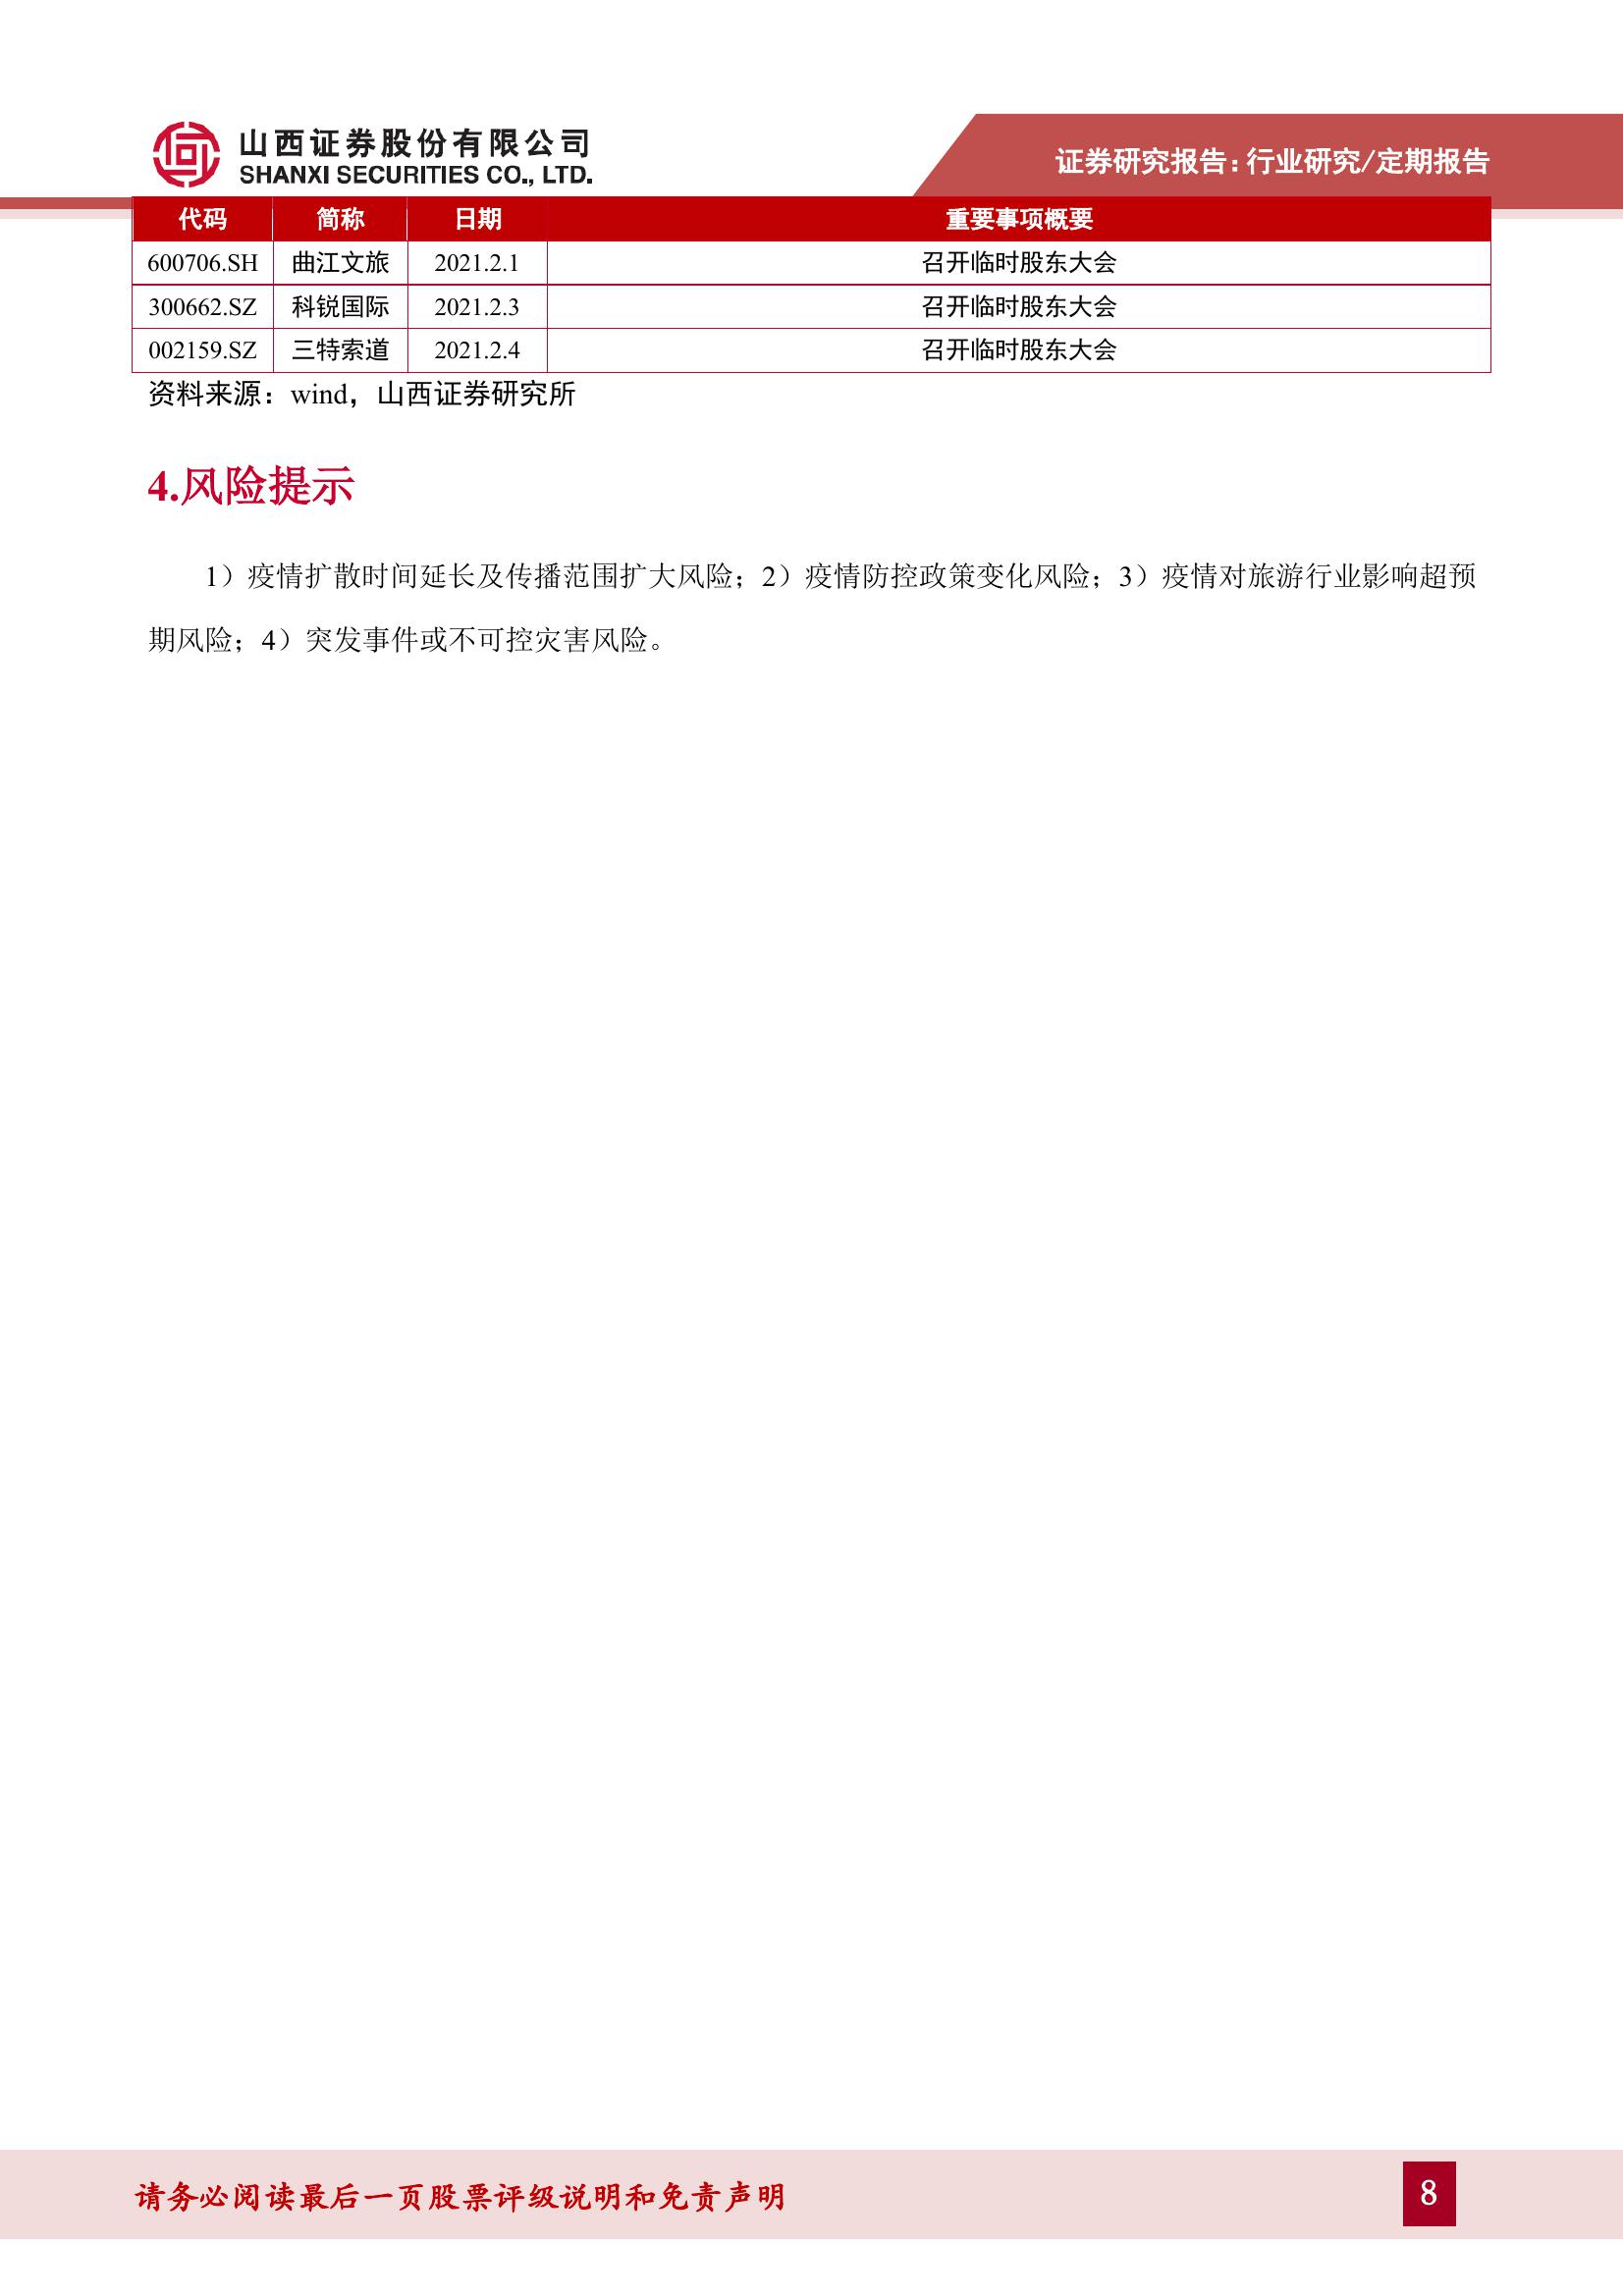 山西证券股份有限公司
SHANXI SECURITIES CO., LTD.
证券研究报告：行业研究/定期报告
代码 简称 日期 重要事项概要
600706.SH 曲江文旅 2021.2.1 召开临时股东大会
300662.SZ 科锐国际 2021.2.3 召开临时股东大会
002159.SZ 三特索道 2021.2.4 召开临时股东大会
资料来源：wind，山西证券研究所
4.风险提示
1）疫情扩散时间延长及传播范围扩大风险；2）疫情防控政策变化风险；3）疫情对旅游行业影响超预
期风险；4）突发事件或不可控灾害风险。
请务必阅读最后一页股票评级说明和免责声明
8